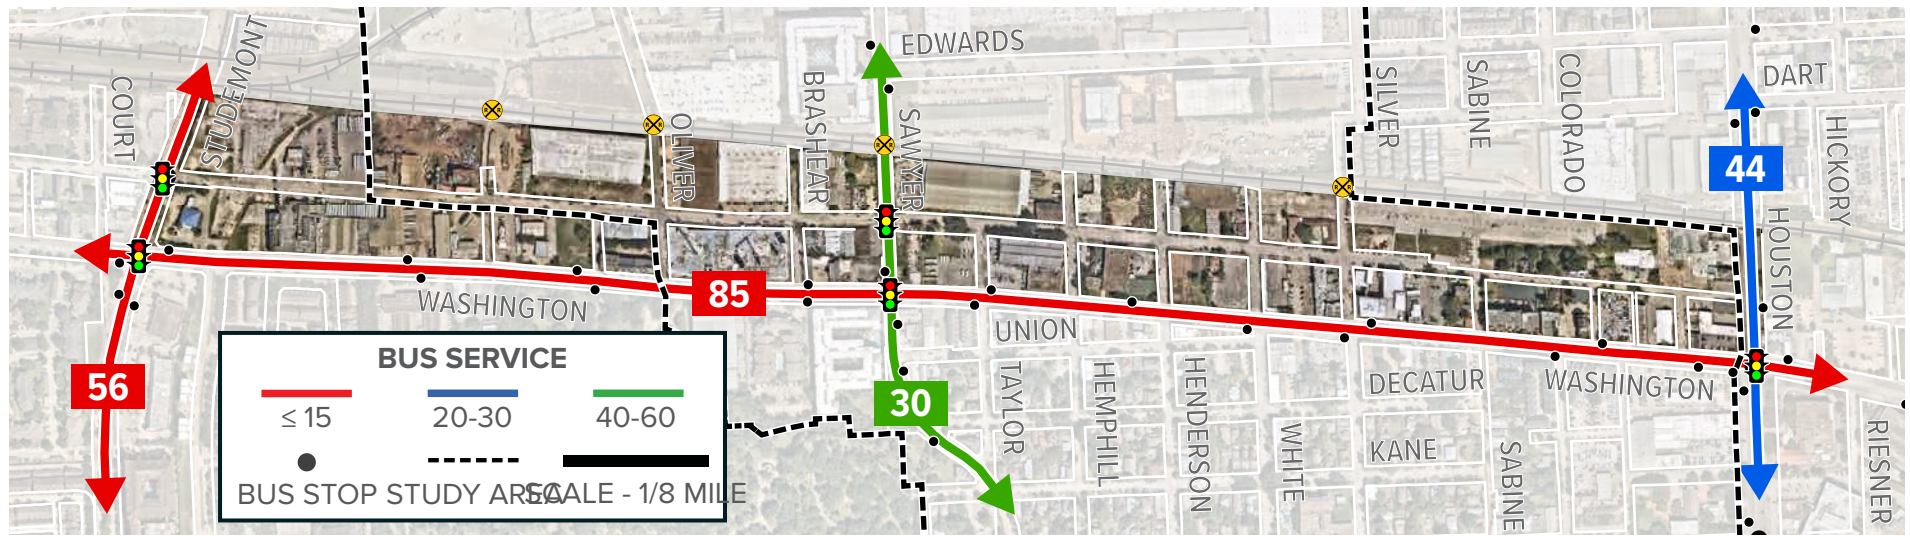 EDWARDS
STUDEMONT
COURT
OLIVER
BRASHEAR
SAWYER
SILVER
SABINE
COLORADO
DART
HICKORY
HOUSTON
44
85
WASHINGTON
UNION
56
30
TAYLOR
HEMPHILL
HENDERSON
WHITE
DECATUR
WASHINGTON
KANE
SABINE
RIESNER
BUS SERVICE
≤ 15 20-30 40-60
BUS STOP STUDY AREA SCALE - 1/8 MILE
R R
R R
R R
R R